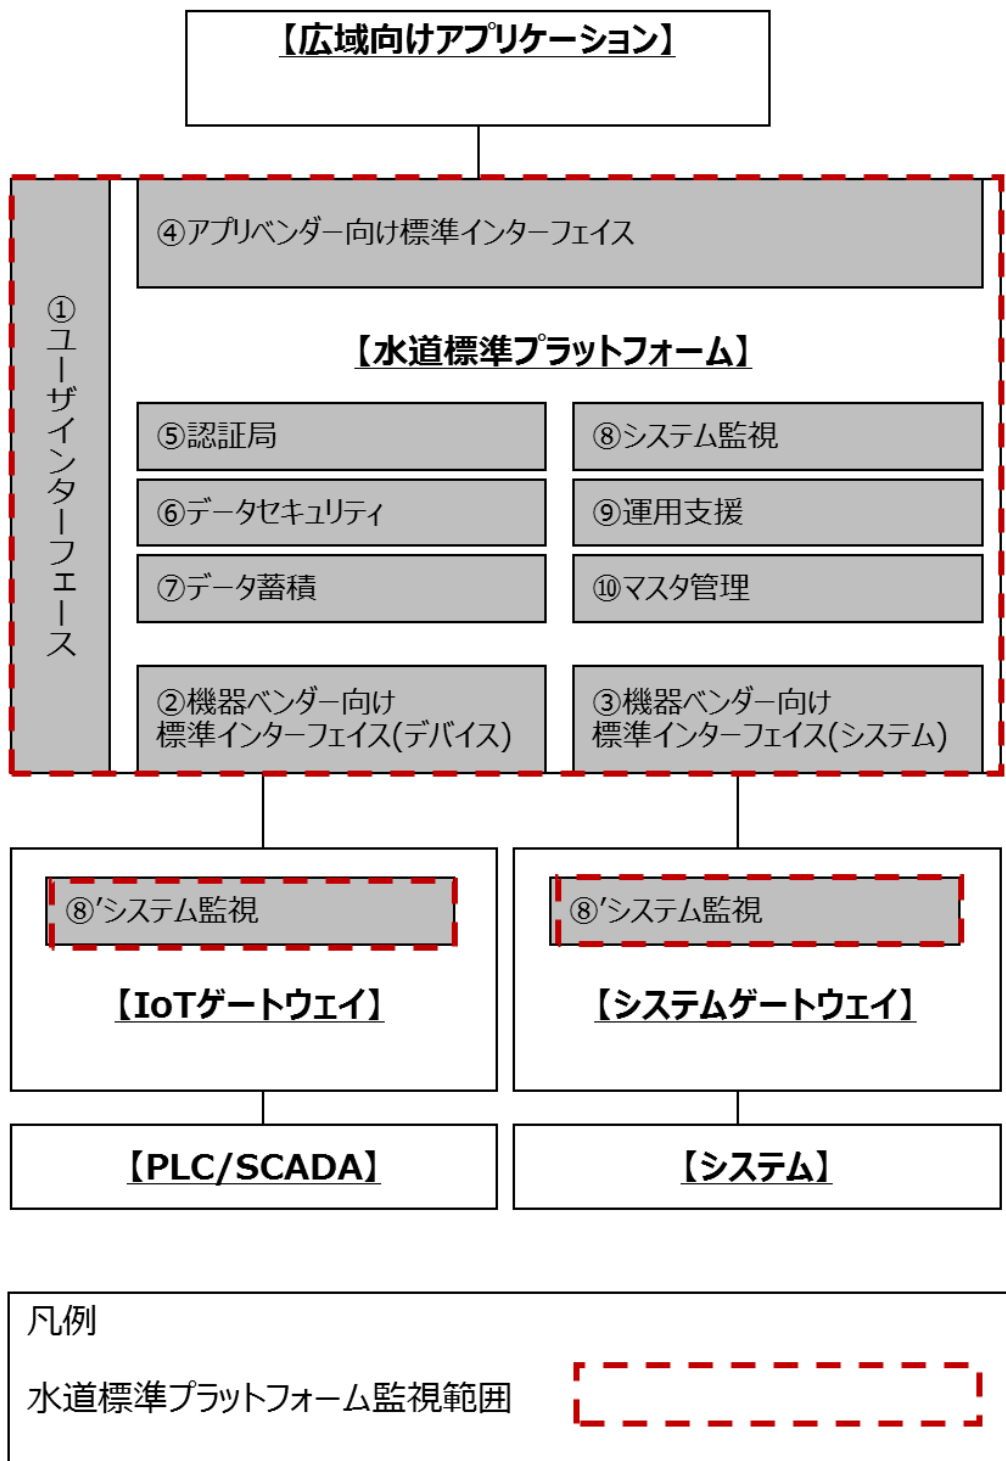 【広域向けアプリケーション】
④アプリベンダー向け標準インターフェイス
①ユーザインターフェース
【水道標準プラットフォーム】
⑤認証局
⑧システム監視
⑥データセキュリティ
⑨運用支援
⑦データ蓄積
⑩マスタ管理
②機器ベンダー向け
標準インターフェイス(デバイス)
③機器ベンダー向け
標準インターフェイス(システム)
⑧’システム監視
⑧’システム監視
【IoTゲートウェイ】
【システムゲートウェイ】
【PLC/SCADA】
【システム】
凡例
水道標準プラットフォーム監視範囲